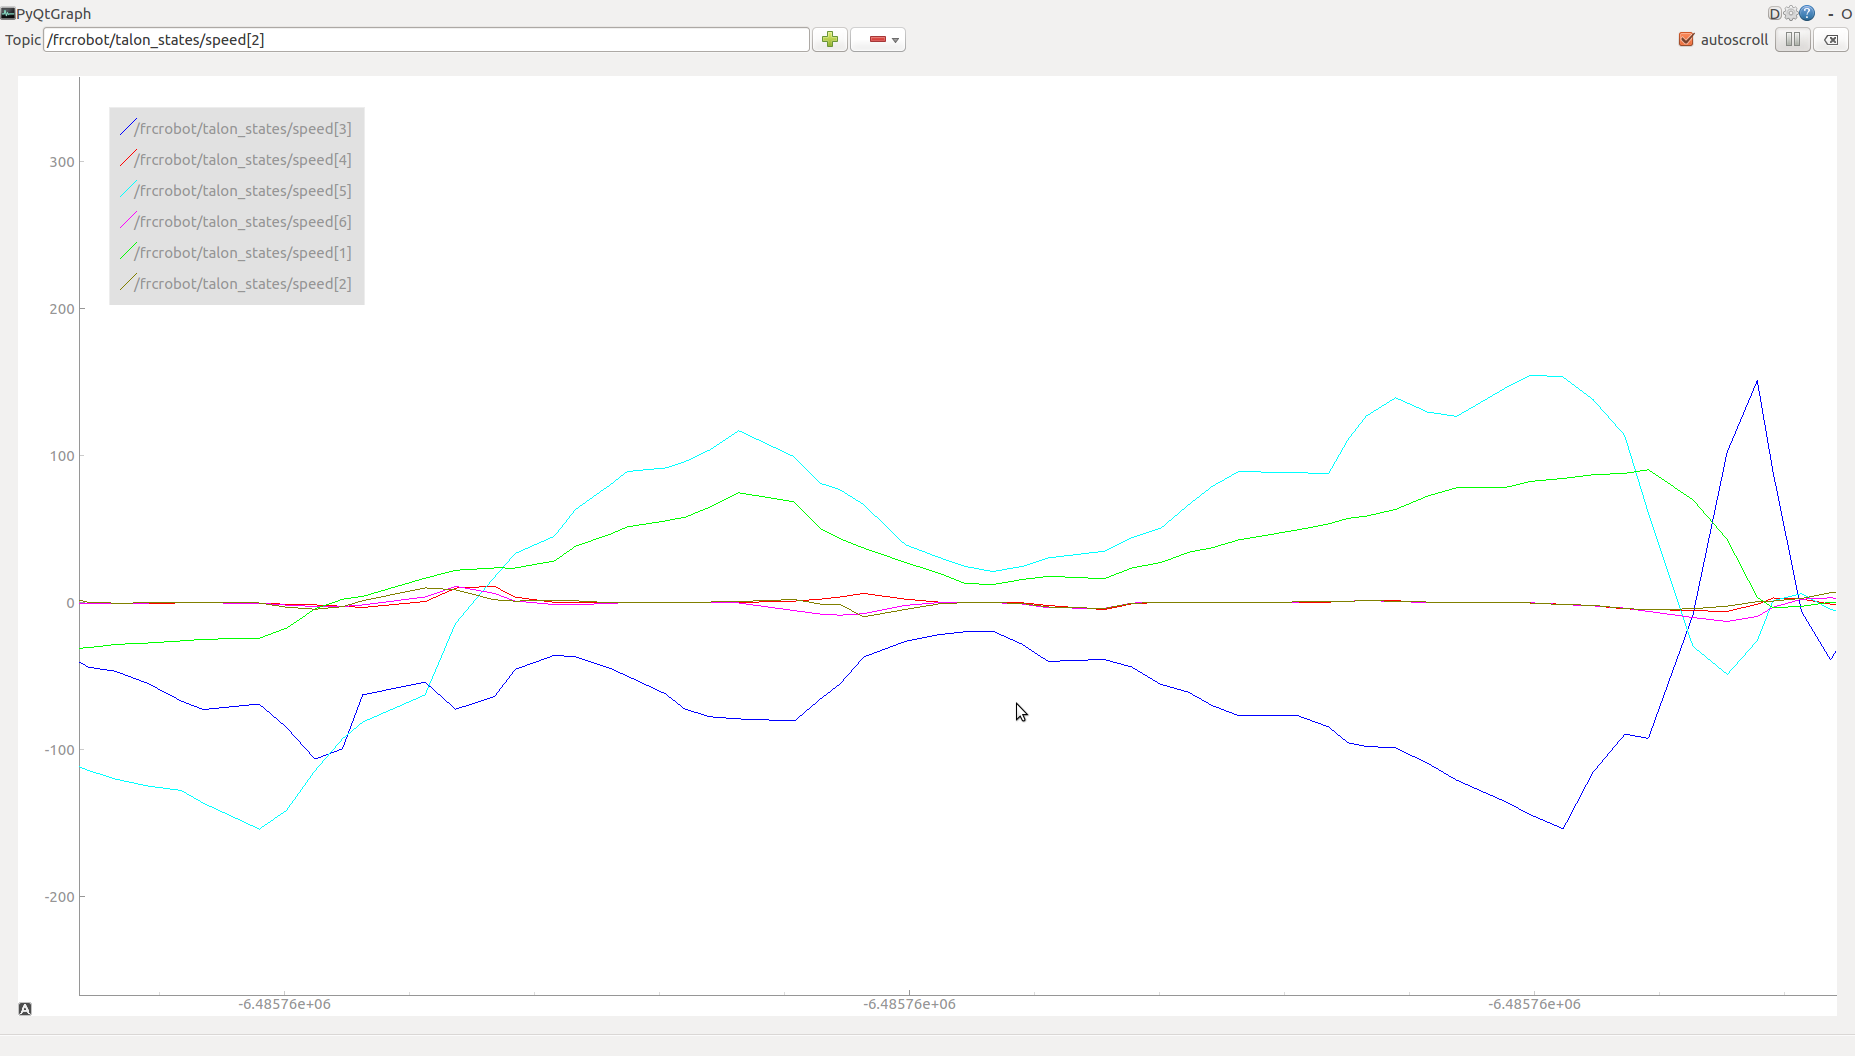 PyQtGraph
D ? - O
Topic /frcrobot/talon_states/speed[2]
autoscroll
/frcrobot/talon_states/speed[3]
/frcrobot/talon_states/speed[4]
/frcrobot/talon_states/speed[5]
/frcrobot/talon_states/speed[6]
/frcrobot/talon_states/speed[1]
/frcrobot/talon_states/speed[2]
300
200
100
0
-100
-200
A
-6.48576e+06 -6.48576e+06 -6.48576e+06